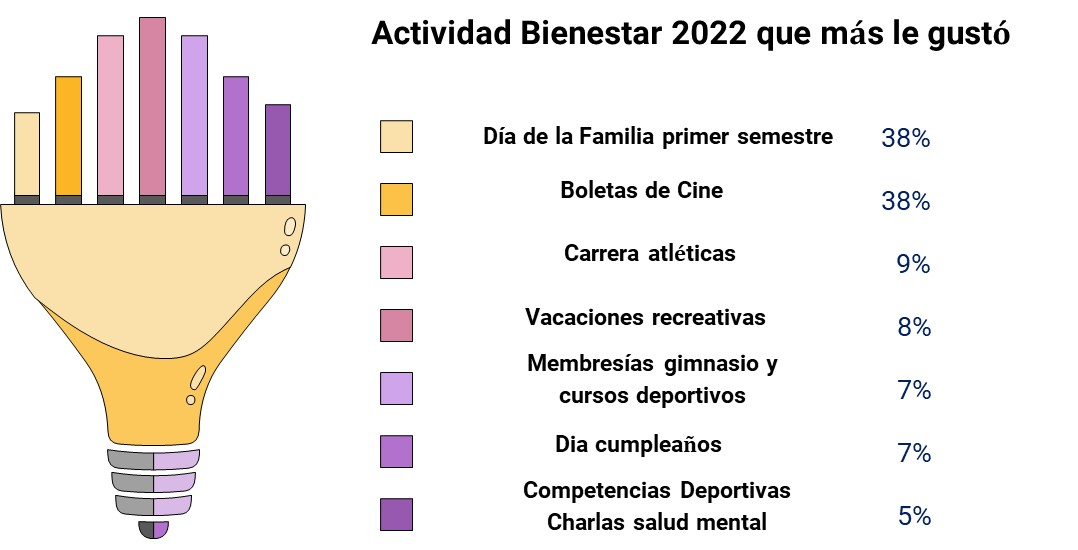 Actividad Bienestar 2022 que más le gustó
Día de la Familia primer semestre 38%
Boletas de Cine 38%
Carrera atléticas 9%
Vacaciones recreativas 8%
Membresías gimnasio y
cursos deportivos 7%
Dia cumpleaños 7%
Competencias Deportivas
Charlas salud mental 5%